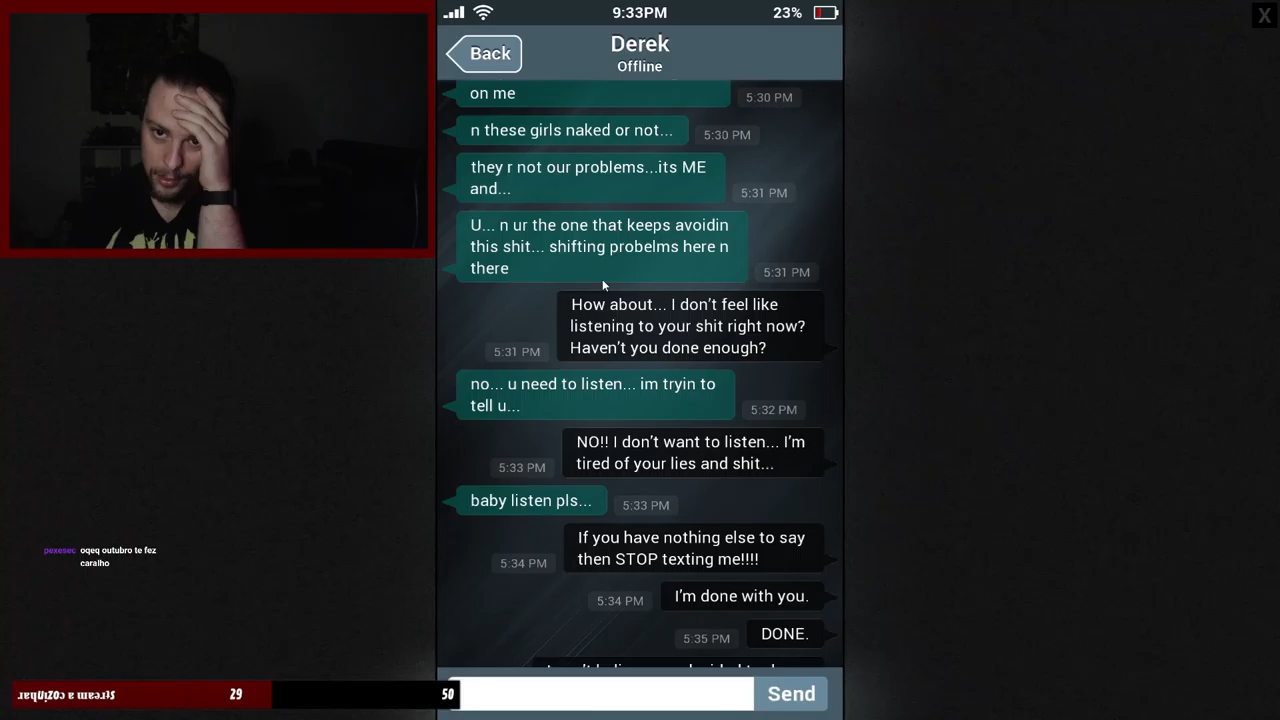 9:33PM
23%
X
Back
Derek
Offline
on me
5:30 PM
n these girls naked or not...
5:30 PM
they r not our problems...its ME
and...
5:31 PM
U... n ur the one that keeps avoidin
this shit... shifting probelms here n
there
5:31 PM
How about... I don't feel like
listening to your shit right now?
Haven't you done enough?
5:31 PM
no... u need to listen... im tryin to
tell u...
5:32 PM
NO!! I don't want to listen... I'm
tired of your lies and shit...
5:33 PM
baby listen pls...
5:33 PM
If you have nothing else to say
then STOP texting me!!!!
5:34 PM
I'm done with you.
5:34 PM
DONE.
5:35 PM
pexesec oqeq outubro te fez
caralho
Stream a cozinhar
29
50
Send